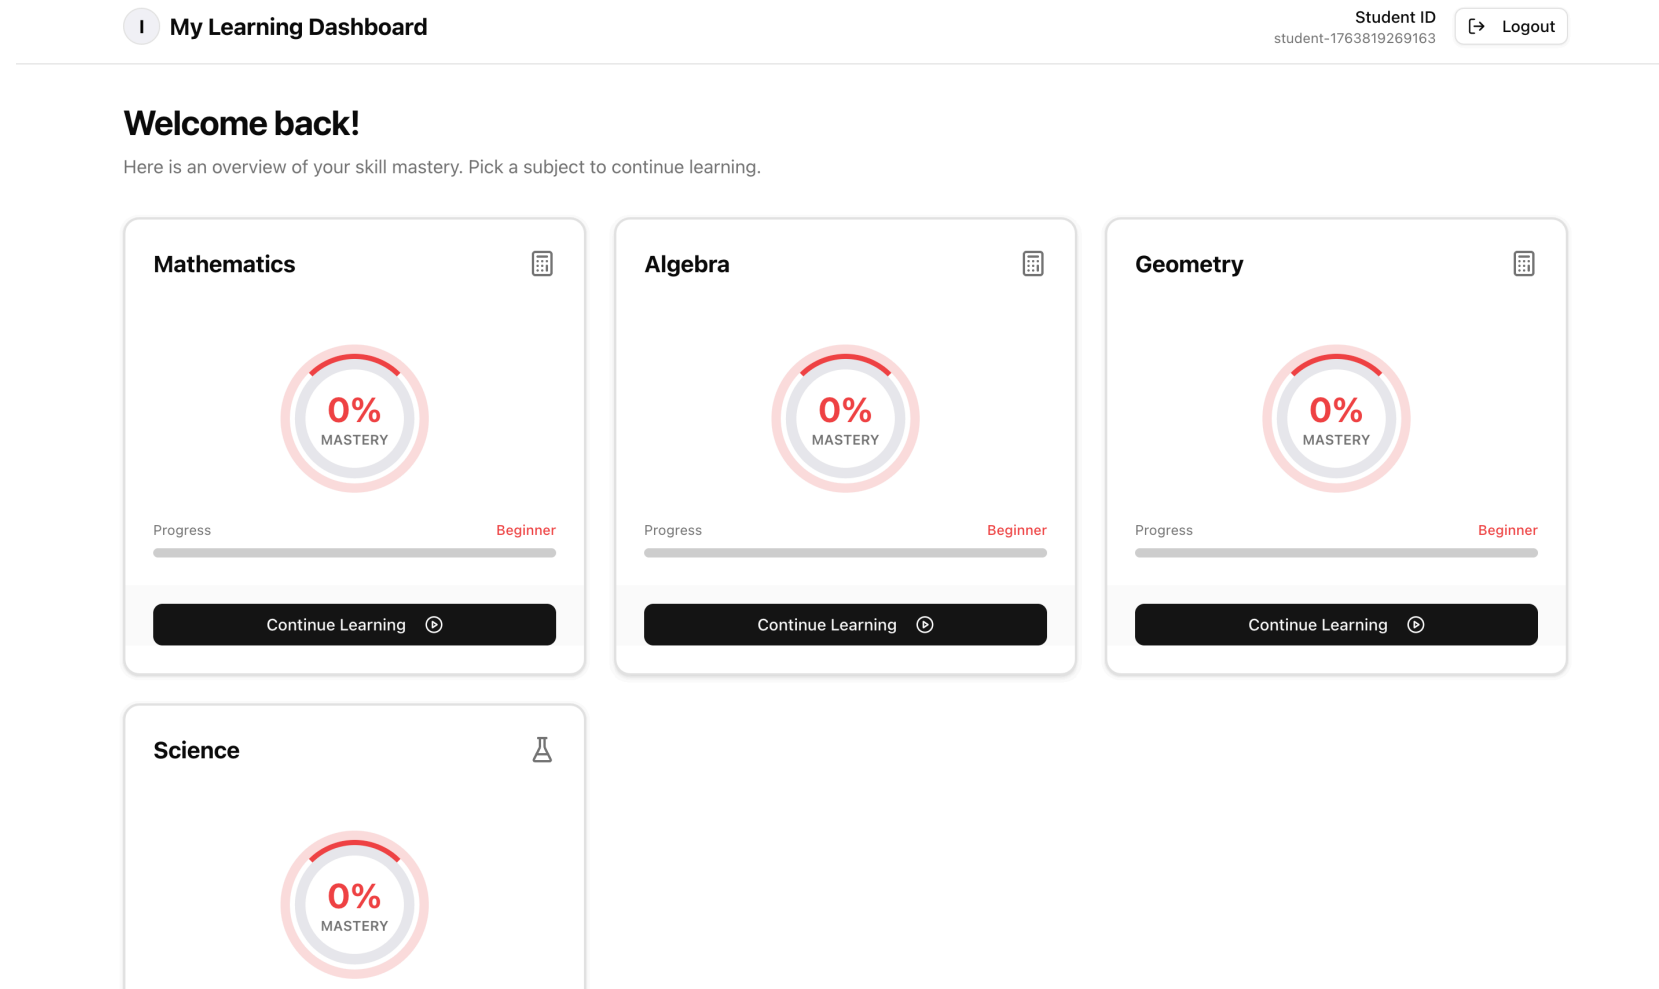 I My Learning Dashboard
Student ID
student-1763819269163
Logout
Welcome back!
Here is an overview of your skill mastery. Pick a subject to continue learning.
Mathematics
0%
MASTERY
Progress Beginner
Continue Learning
Algebra
0%
MASTERY
Progress Beginner
Continue Learning
Geometry
0%
MASTERY
Progress Beginner
Continue Learning
Science
0%
MASTERY